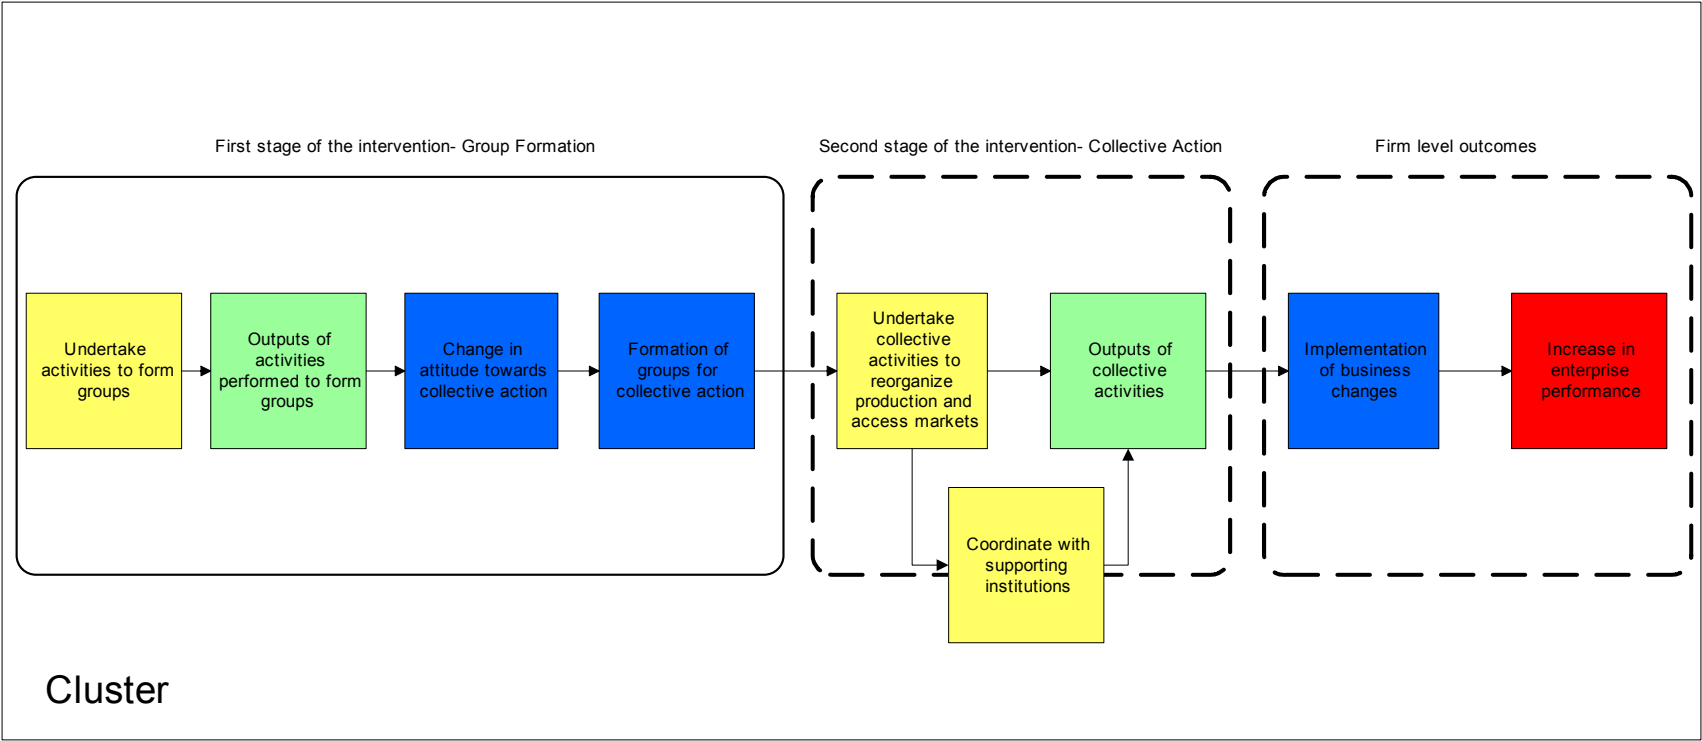 First stage of the intervention- Group Formation
Second stage of the intervention- Collective Action
Firm level outcomes
Undertake
activities to form
groups
Outputs of
activities
performed to form
groups
Change in
attitude towards
collective action
Formation of
groups for
collective action
Undertake
collective
activities to
reorganize
production and
access markets
Outputs of
collective
activities
Implementation
of business
changes
Increase in
enterprise
performance
Coordinate with
supporting
institutions
Cluster